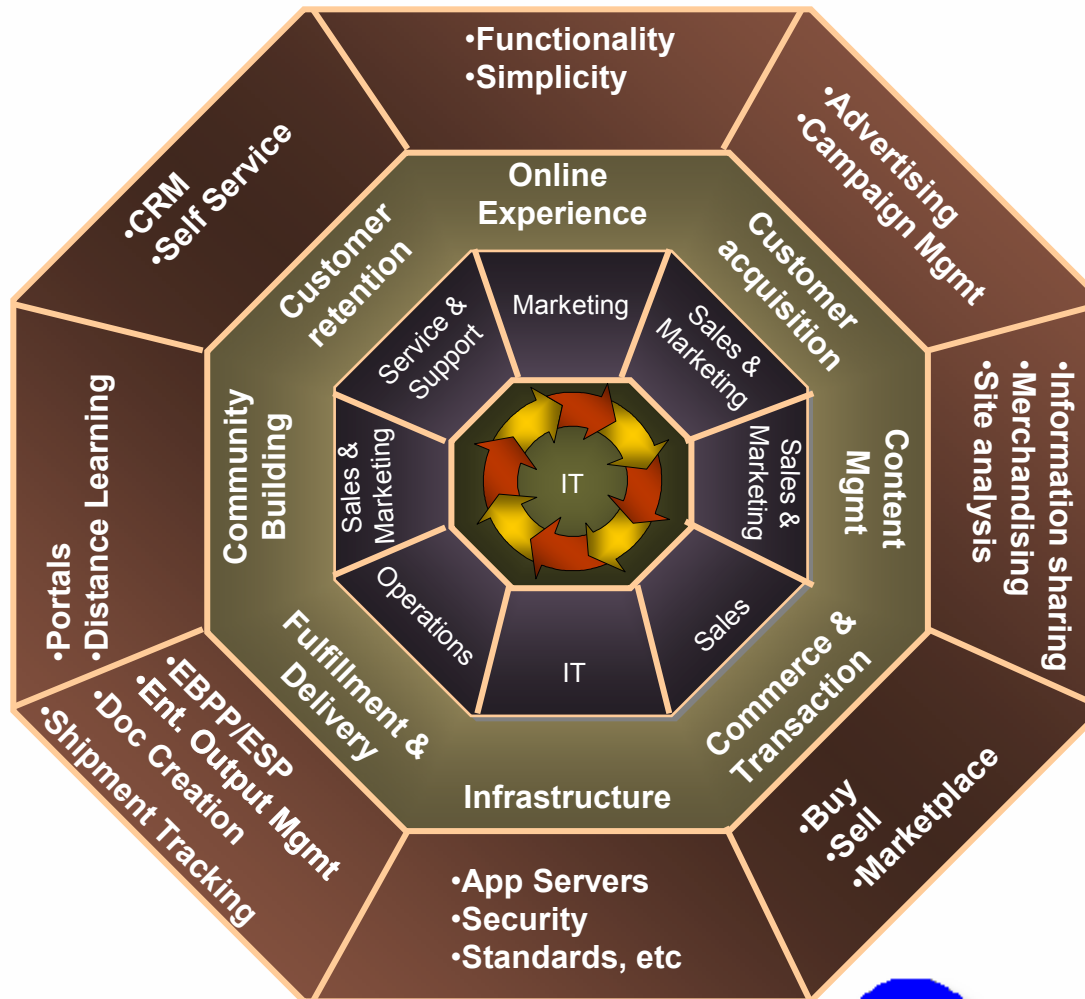 •Functionality
•Simplicity
•Advertising
•Campaign Mgmt
•Information sharing
•Merchandising
•Site analysis
•Buy
•Sell
•Marketplace
•App Servers
•Security
•Standards, etc
•EBPP/ESP
•Ent. Output Mgmt
•Doc Creation
•Shipment Tracking
•Portals
•Distance Learning
•CRM
•Self Service
Online
Experience
Customer
acquisition
Content
Mgmt
Commerce &
Transaction
Infrastructure
Fulfillment &
Delivery
Community
Building
Customer
retention
Marketing
Sales &
Marketing
Sales &
Marketing
Sales
IT
Operations
Sales &
Marketing
Service &
Support
IT